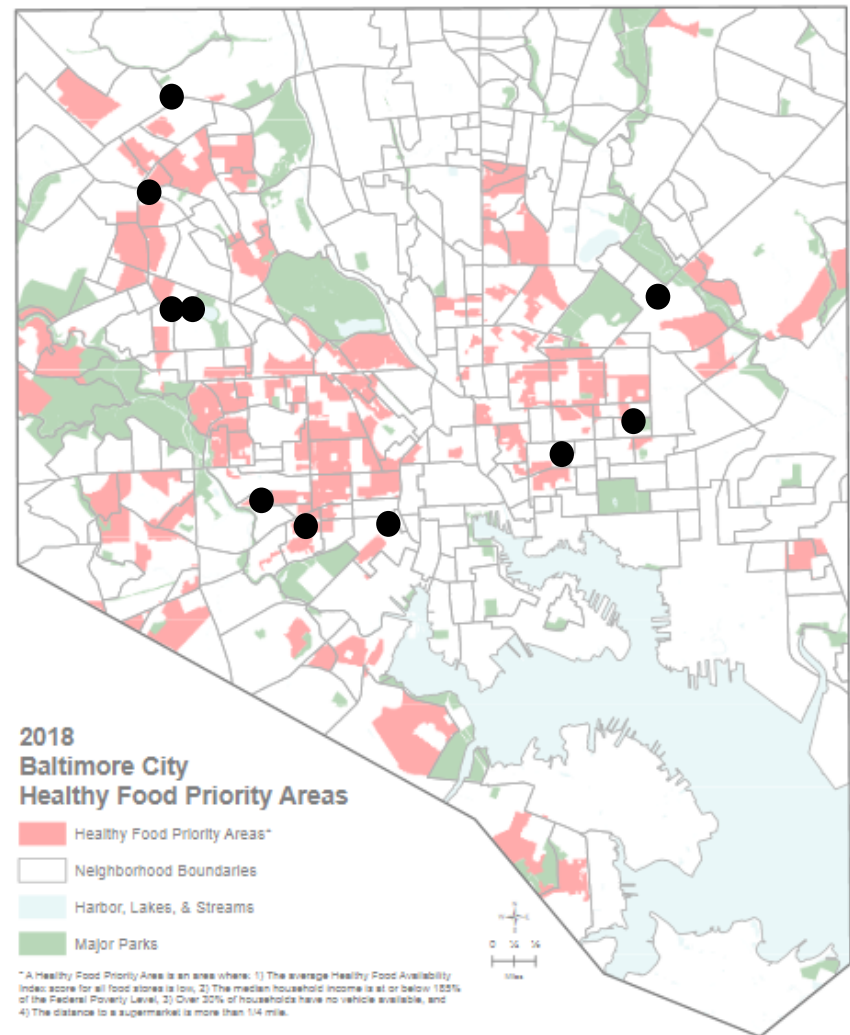 2018
Baltimore City
Healthy Food Priority Areas
Healthy Food Priority Areas*
Neighborhood Boundaries
Harbor, Lakes, & Streams
Major Parks
* A Healthy Food Priority Area is an area where: 1) The average Healthy Food Availability
Index score for all food stores is low, 2) The median household income is at or below 185%
of the Federal Poverty Level, 3) Over 30% of households have no vehicle available, and
4) The distance to a supermarket is more than 1/4 mile.
N
0
Miles